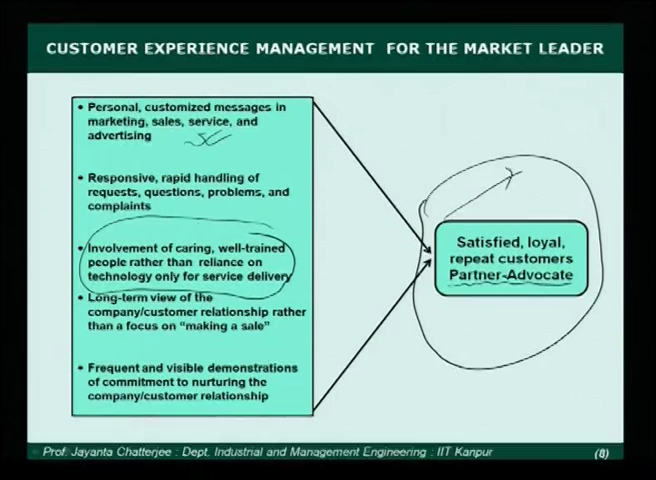 CUSTOMER EXPERIENCE MANAGEMENT FOR THE MARKET LEADER
• Personal, customized messages in
marketing, sales, service, and
advertising
• Responsive, rapid handling of
requests, questions, problems, and
complaints
• Involvement of caring, well-trained
people rather than reliance on
technology only for service delivery
• Long-term view of the
company/customer relationship rather
than a focus on "making a sale"
• Frequent and visible demonstrations
of commitment to nurturing the
company/customer relationship
Satisfied, loyal,
repeat customers
Partner-Advocate
Prof. Jayanta Chatterjee : Dept. Industrial and Management Engineering : IIT Kanpur
(8)